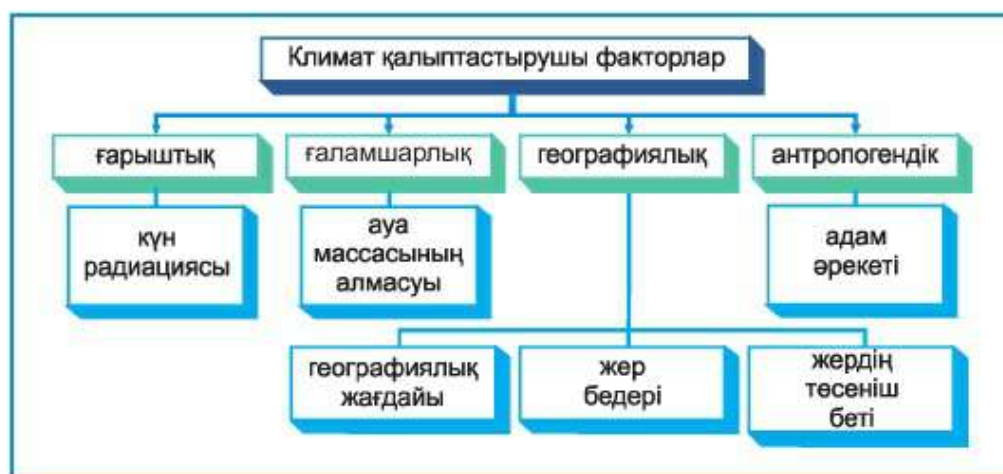 Климат қалыптастырушы факторлар
ғарыштық
ғаламшарлық
географиялық
антропогендік
күн
радиациясы
ауа
массасының
алмасуы
адам
әрекеті
географиялық
жағдайы
жер
бедері
жердің
төсеніш
беті